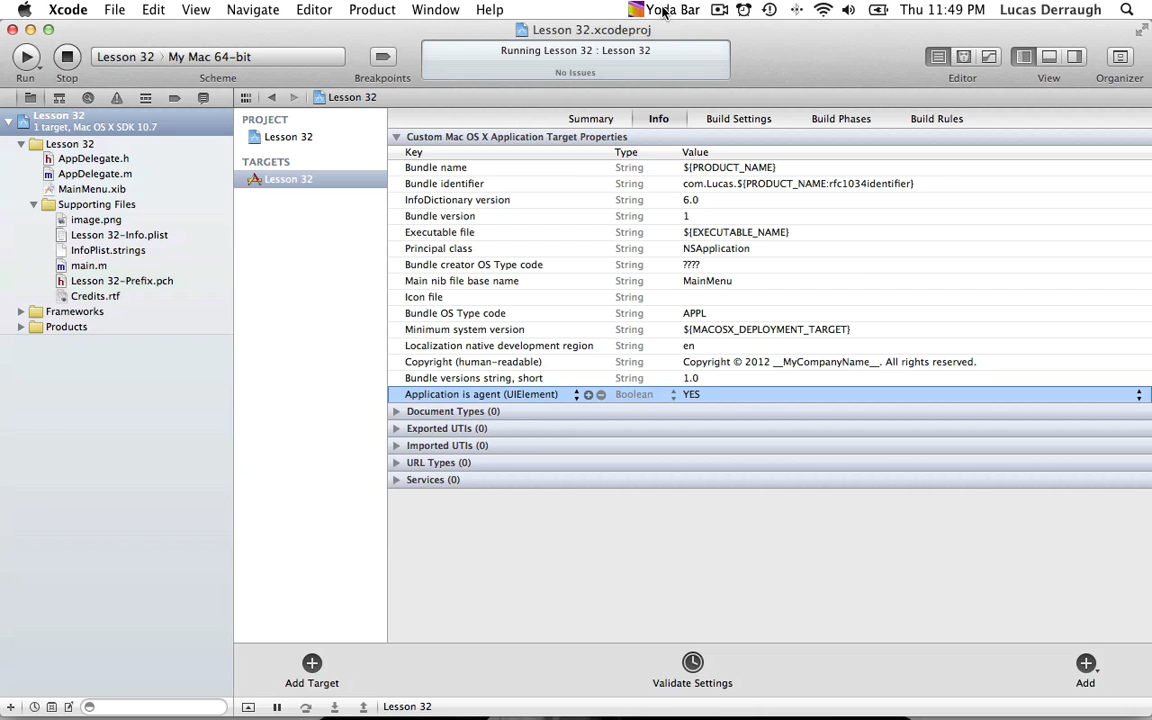 Xcode File Edit View Navigate Editor Product Window Help Bar Thu 11:49 PM Lucas Derraugh
Lesson 32.xcodeproj
Lesson 32 My Mac 64-bit
Running Lesson 32 : Lesson 32
No Issues
Run Stop Scheme Breakpoints Editor View Organizer
Lesson 32
Lesson 32
1 target, Mac OS X SDK 10.7
Lesson 32
AppDelegate.h
AppDelegate.m
MainMenu.xib
Supporting Files
image.png
Lesson 32-Info.plist
InfoPlist.strings
main.m
Lesson 32-Prefix.pch
Credits.rtf
Frameworks
Products
PROJECT
Lesson 32
TARGETS
Lesson 32
Summary Info Build Settings Build Phases Build Rules
Custom Mac OS X Application Target Properties
Key Type Value
Bundle name String ${PRODUCT_NAME}
Bundle identifier String com.Lucas.${PRODUCT_NAME:rfc1034identifier}
InfoDictionary version String 6.0
Bundle version String 1
Executable file String ${EXECUTABLE_NAME}
Principal class String NSApplication
Bundle creator OS Type code String ????
Main nib file base name String MainMenu
Icon file String
Bundle OS Type code String APPL
Minimum system version String ${MACOSX_DEPLOYMENT_TARGET}
Localization native development region String en
Copyright (human-readable) String Copyright © 2012 __MyCompanyName__. All rights reserved.
Bundle versions string, short String 1.0
Application is agent (UIElement) Boolean YES
Document Types (0)
Exported UTIs (0)
Imported UTIs (0)
URL Types (0)
Services (0)
Add Target Validate Settings Add
Lesson 32